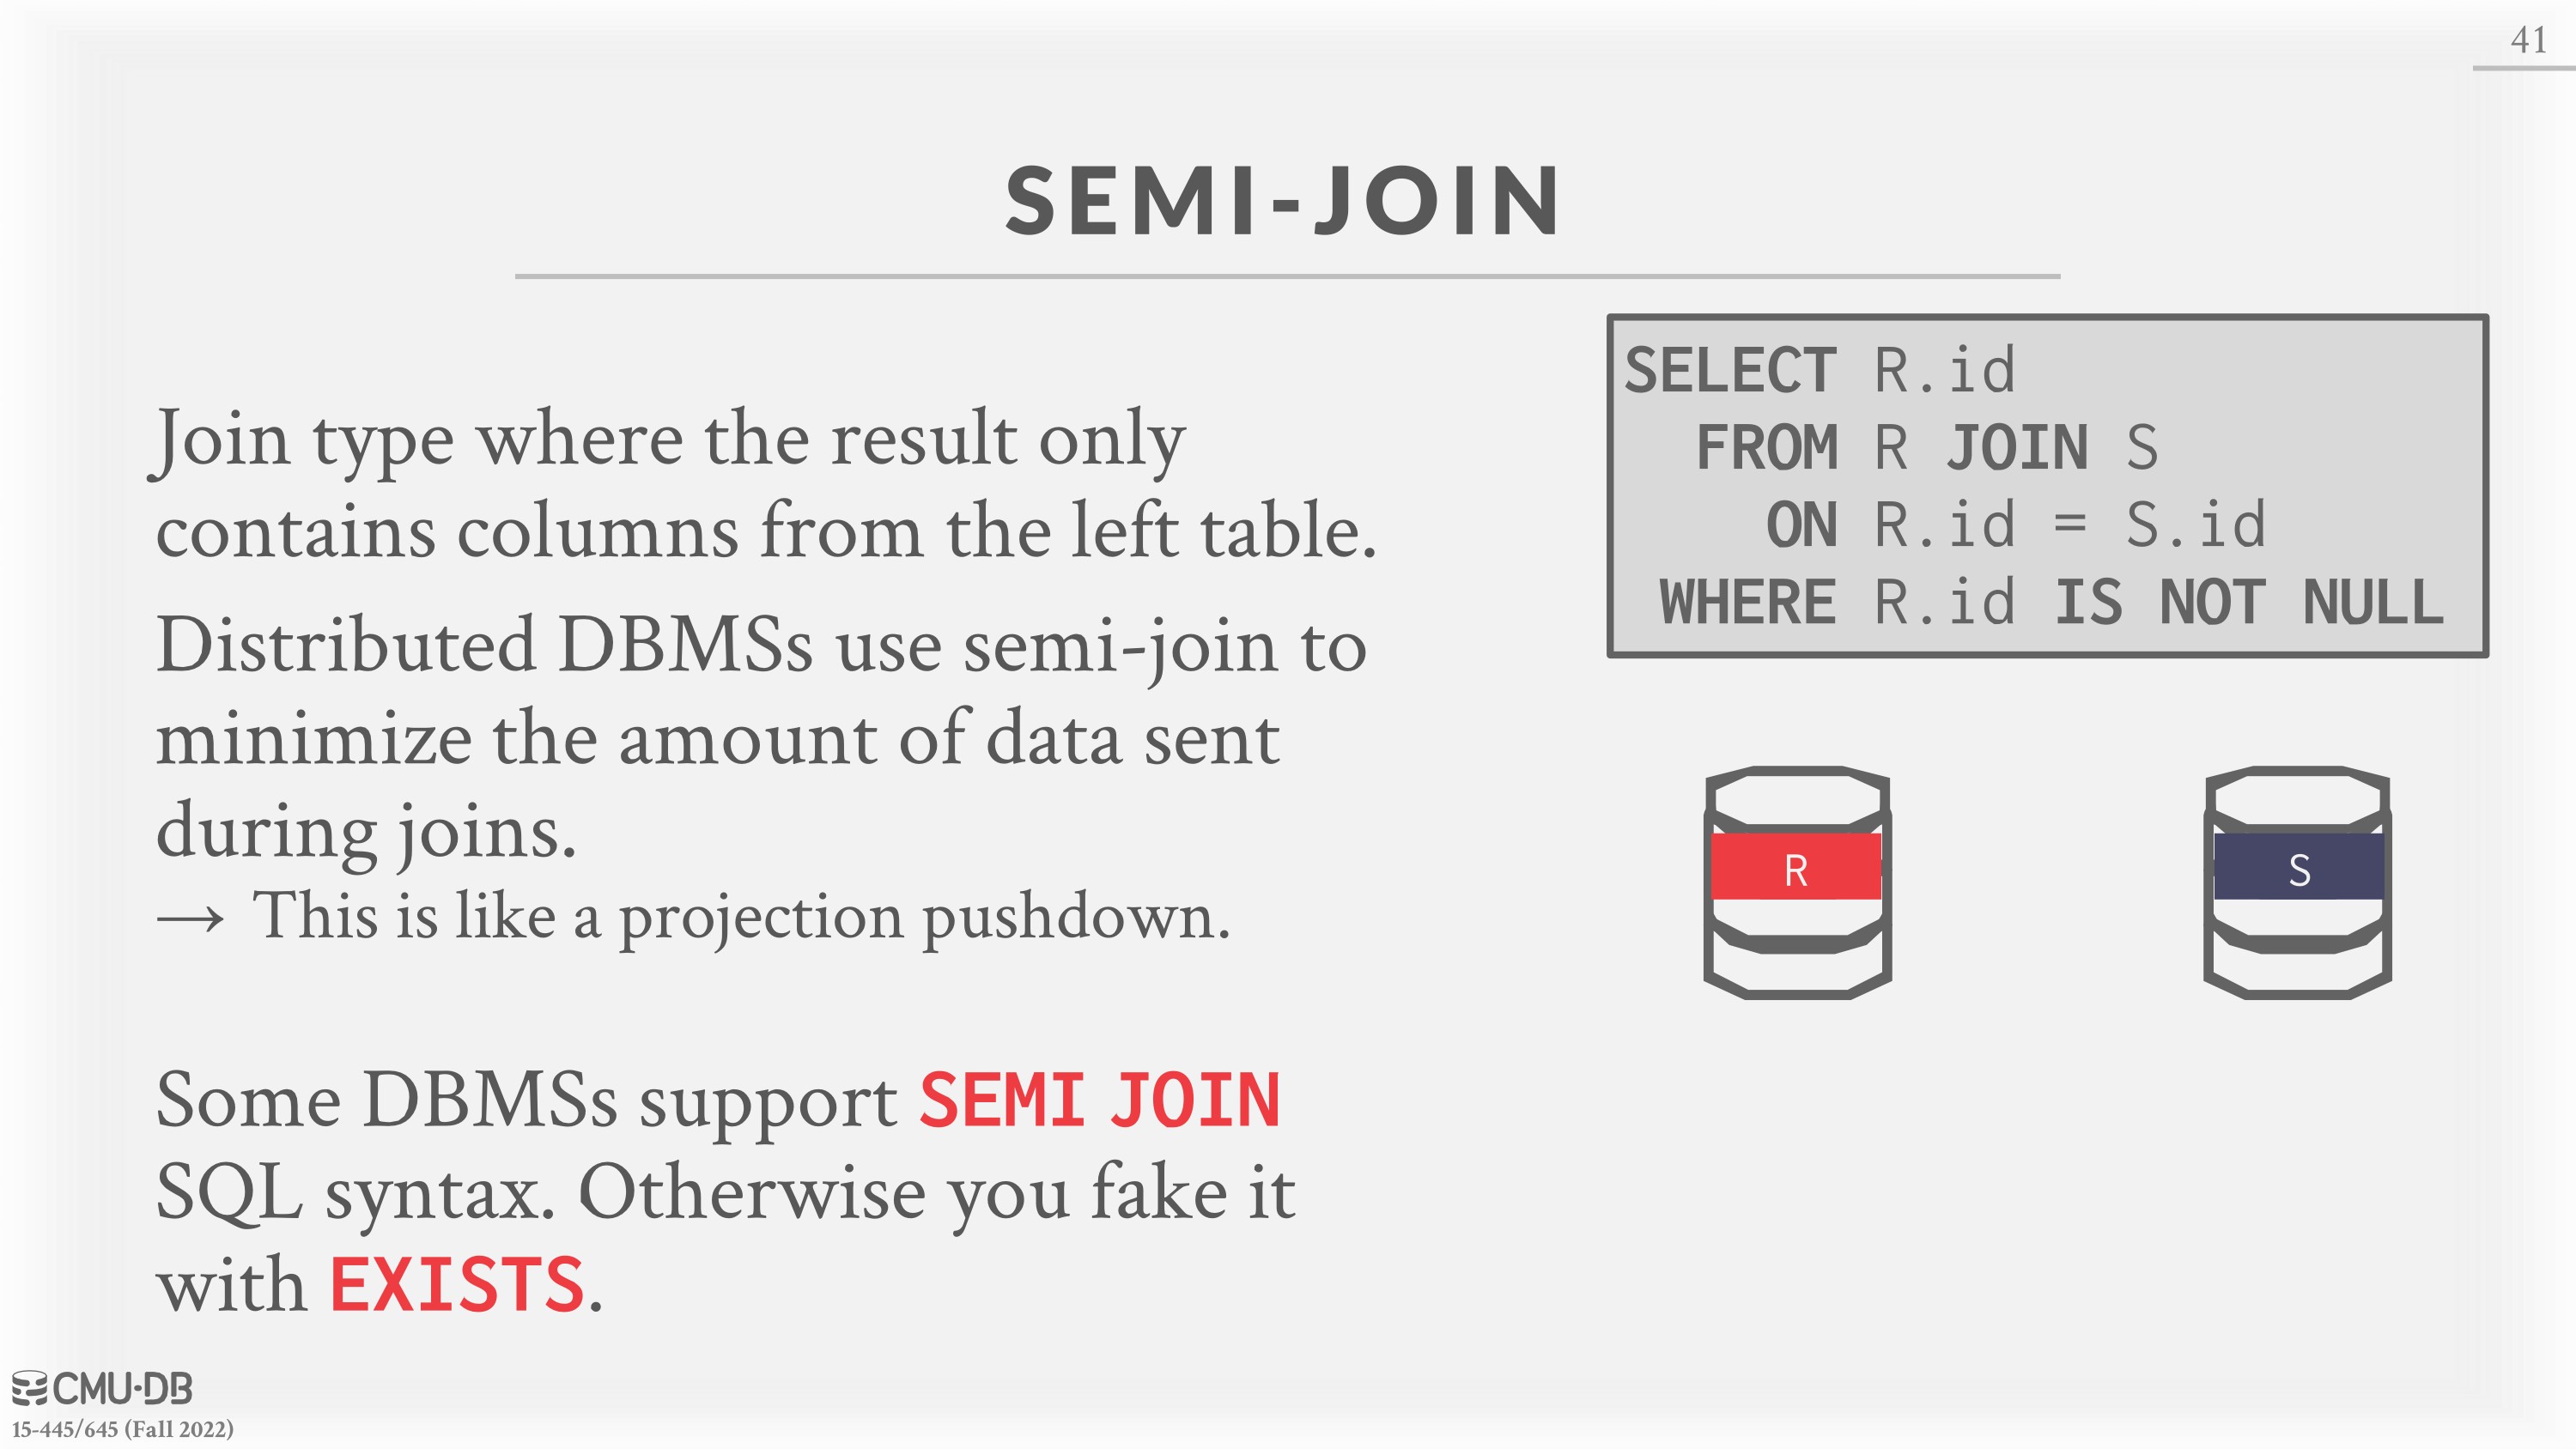 41
SEMI-JOIN
Join type where the result only
contains columns from the left table.
Distributed DBMSs use semi-join to
minimize the amount of data sent
during joins.
→ This is like a projection pushdown.
Some DBMSs support SEMI JOIN
SQL syntax. Otherwise you fake it
with EXISTS.
SELECT R.id
FROM R JOIN S
ON R.id = S.id
WHERE R.id IS NOT NULL
R
S
CMU·DB
15-445/645 (Fall 2022)